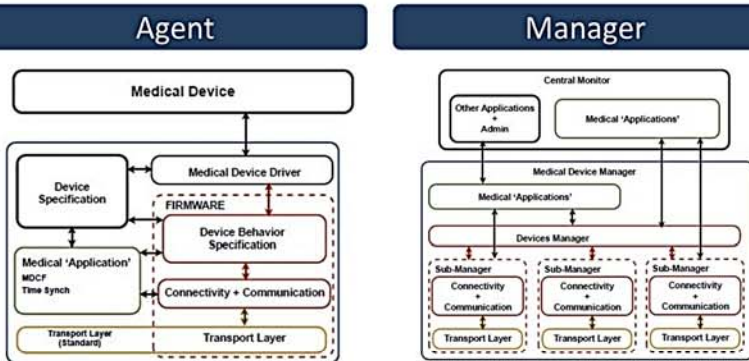 Agent
Medical Device
Medical Device Driver
Device
Specification
FIRMWARE
Device Behavior
Specification
Medical 'Application'
MDCF
Time Synch
Connectivity + Communication
Transport Layer
(Standard)
Transport Layer
Manager
Central Monitor
Other Applications
+
Admin
Medical 'Applications'
Medical Device Manager
Medical 'Applications'
Devices Manager
Sub-Manager
Connectivity
+
Communication
Transport Layer
Sub-Manager
Connectivity
+
Communication
Transport Layer
Sub-Manager
Connectivity
+
Communication
Transport Layer